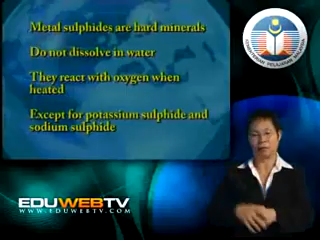 Metal sulphides are hard minerals
Do not dissolve in water
They react with oxygen when
heated
Except for potassium sulphide and
sodium sulphide
EDUWEBTV
WWW.EDUWEBTV.COM